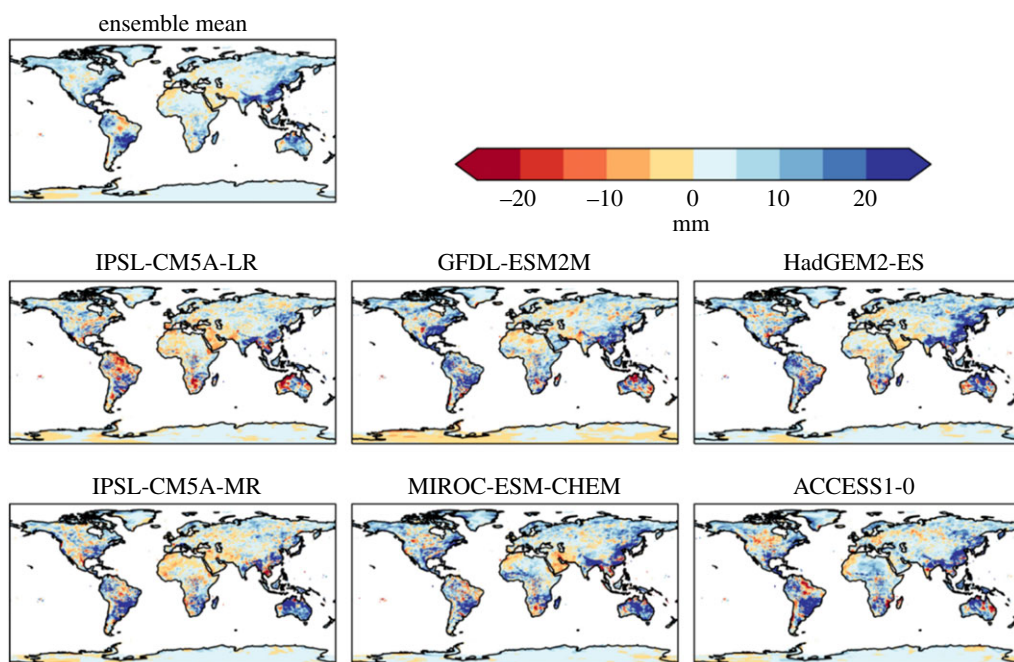 ensemble mean
−20
−10
0
10
20
mm
IPSL-CM5A-LR
GFDL-ESM2M
HadGEM2-ES
IPSL-CM5A-MR
MIROC-ESM-CHEM
ACCESS1-0